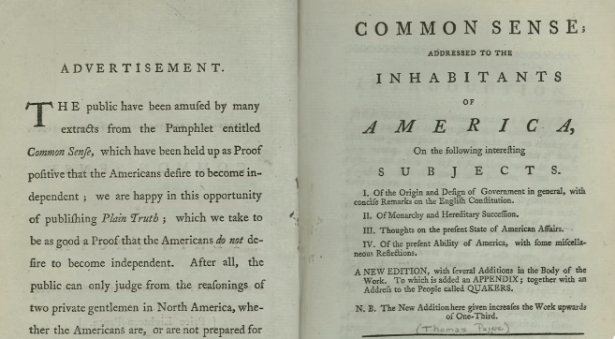 ADVERTISEMENT.
THE public have been amuſed by many
extracts from the Pamphlet entitled
Common Senſe, which have been held up as Proof
poſitive that the Americans deſire to become in-
dependent ; we are happy in this opportunity
of publiſhing Plain Truth ; which we take to
be as good a Proof that the Americans do not de-
ſire to become independent. After all, the
public can only judge from the reaſonings of
two private gentlemen in North America, whe-
ther the Americans are, or are not prepared for
COMMON SENSE;
ADDRESSED TO THE
INHABITANTS
OF
AMERICA,
On the following intereſting
SUBJECTS.
I. Of the Origin and Deſign of Government in general, with
conciſe Remarks on the Engliſh Conſtitution.
II. Of Monarchy and Hereditary Succeſſion.
III. Thoughts on the preſent State of American Affairs.
IV. Of the preſent Ability of America, with ſome miſcella-
neous Reflections.
A NEW EDITION, with ſeveral Additions in the Body of the
Work. To which is added an APPENDIX; together with an
Addreſs to the People called QUAKERS.
N. B. The New Addition here given increaſes the Work upwards
of One-Third.
(Thomas Paine)